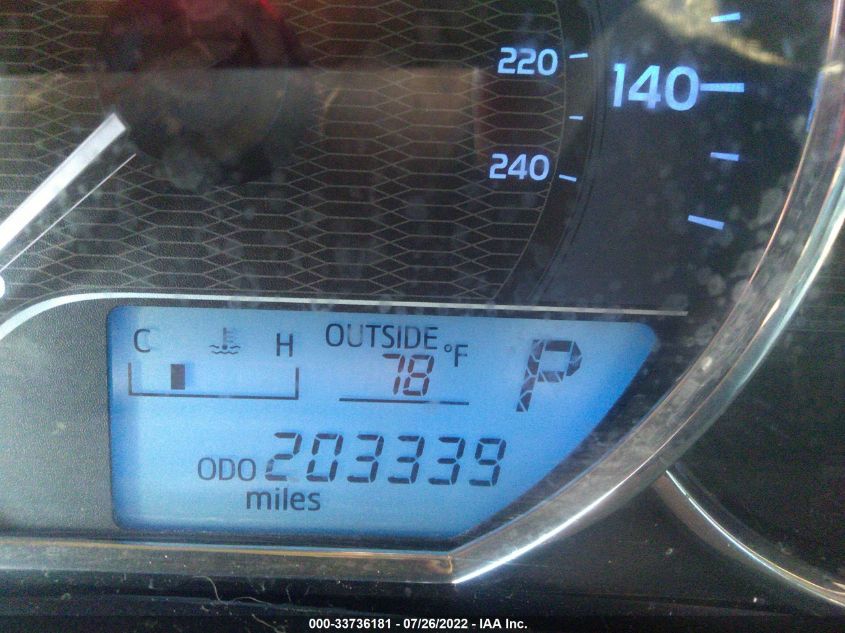 220
140
240
C H OUTSIDE
78 °F P
ODO 203339
miles
000-33736181 - 07/26/2022 - IAA Inc.